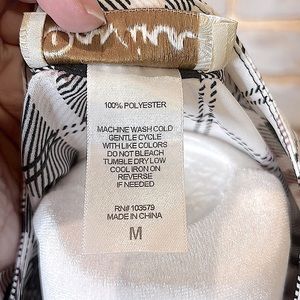 100% POLYESTER
MACHINE WASH COLD
GENTLE CYCLE
WITH LIKE COLORS
DO NOT BLEACH
TUMBLE DRY LOW
COOL IRON ON
REVERSE
IF NEEDED
RN# 103579
MADE IN CHINA
M